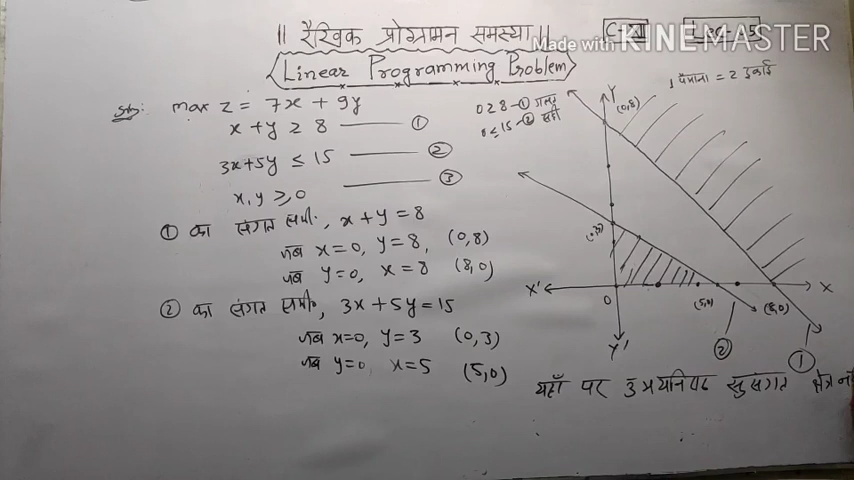 || रैखिक प्रोग्रामन समस्या ||
C-XII
Made with KINEMASTER
Linear Programming Problem
max z = 7x + 9y
x + y ≥ 8 —— ①
3x + 5y ≤ 15 —— ②
x, y ≥ 0 —— ③
① का संगत समी०, x + y = 8
जब x=0, y = 8, (0,8)
जब y=0, x = 8 (8,0)
② का संगत समी०, 3x + 5y = 15
जब x=0, y = 3 (0,3)
जब y=0, x = 5 (5,0)
0 ≥ 8 - ① गलत
0 ≤ 15 - ② सही
1 पैमाना = 2 इकाई
Y
(0,8)
(0,3)
X' O (5,0) (8,0) X
Y' ② ①
यहाँ पर उभयनिष्ठ सुसंगत क्षेत्र